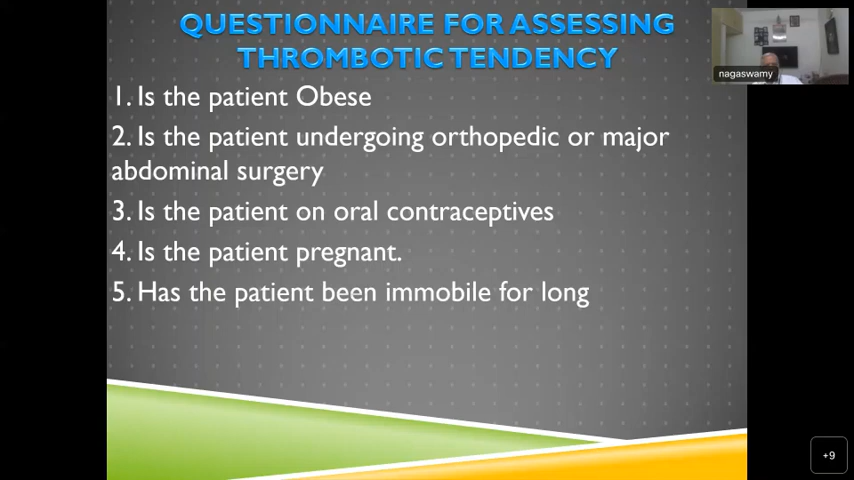 QUESTIONNAIRE FOR ASSESSING
THROMBOTIC TENDENCY
1. Is the patient Obese
2. Is the patient undergoing orthopedic or major
abdominal surgery
3. Is the patient on oral contraceptives
4. Is the patient pregnant.
5. Has the patient been immobile for long
nagaswamy
+9